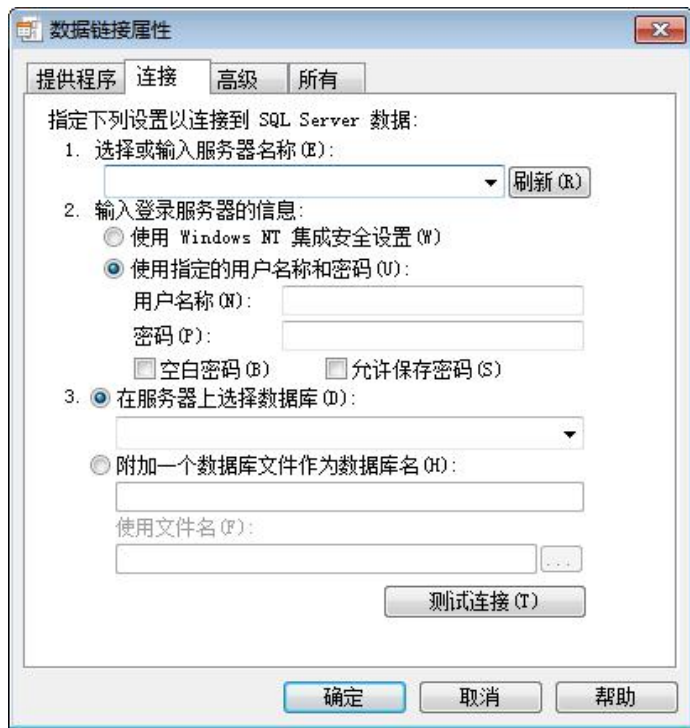 数据链接属性
提供程序 连接 高级 所有
指定下列设置以连接到 SQL Server 数据:
1. 选择或输入服务器名称(E):
刷新(R)
2. 输入登录服务器的信息:
使用 Windows NT 集成安全设置(W)
使用指定的用户名称和密码(U):
用户名称(N):
密码(P):
空白密码(B) 允许保存密码(S)
3. 在服务器上选择数据库(D):
附加一个数据库文件作为数据库名(H):
使用文件名(F):
...
测试连接(T)
确定 取消 帮助